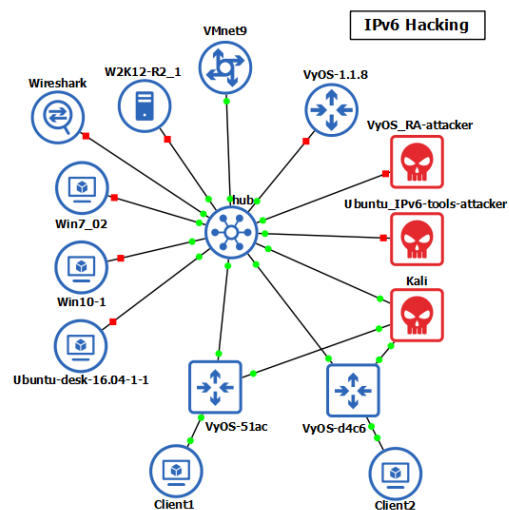 IPv6 Hacking
VMnet9
W2K12-R2_1
Wireshark
VyOS-1.1.8
VyOS_RA-attacker
Win7_02
hub
Ubuntu_IPv6-tools-attacker
Win10-1
Kali
Ubuntu-desk-16.04-1-1
VyOS-51ac
VyOS-d4c6
Client1
Client2